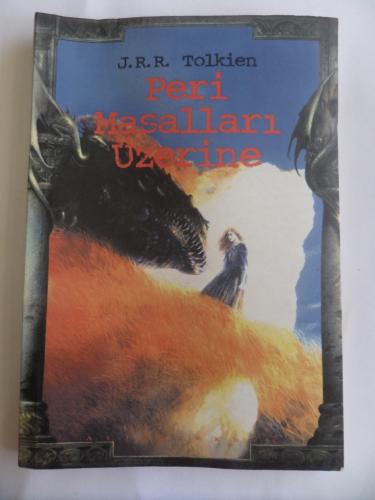 J.R.R. Tolkien
Peri
Masalları
Üzerine